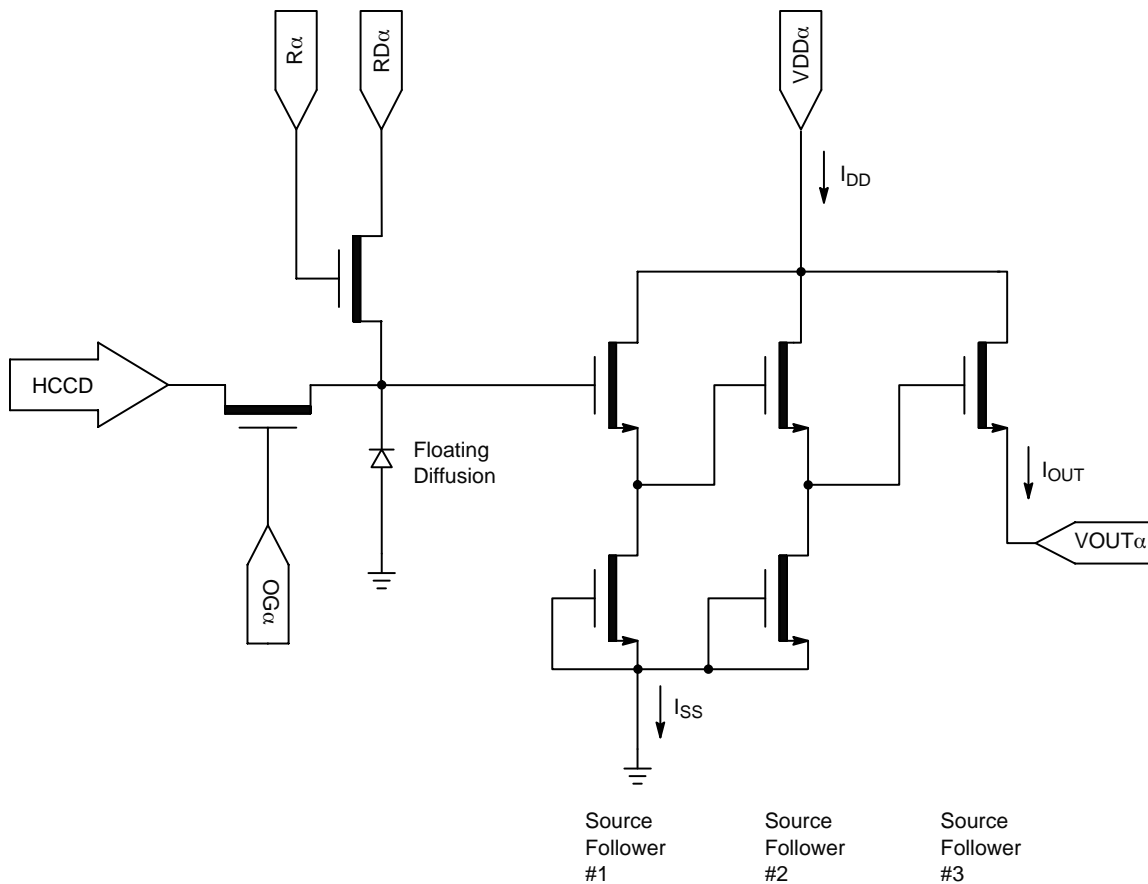 Rα
RDα
VDDα
IDD
HCCD
Floating
Diffusion
IOUT
VOUTα
OGα
ISS
Source
Follower
#1
Source
Follower
#2
Source
Follower
#3